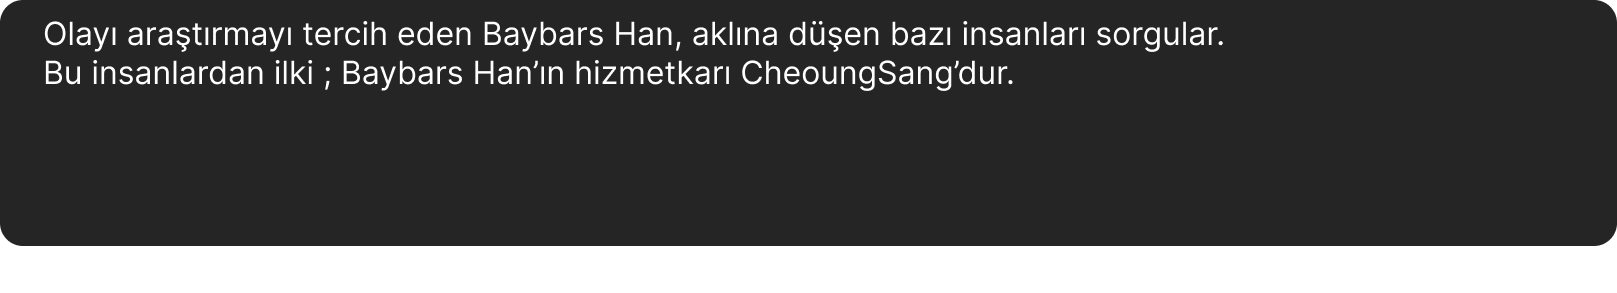 Olayı araştırmayı tercih eden Baybars Han, aklına düşen bazı insanları sorgular.
Bu insanlardan ilki ; Baybars Han’ın hizmetkarı CheoungSang’dur.